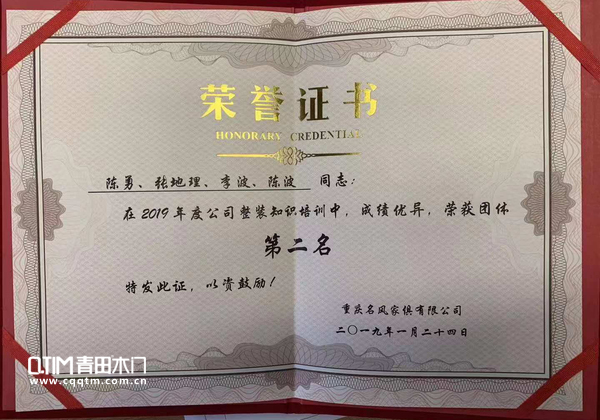 荣誉证书
HONORARY CREDENTIAL
陈勇、张地理、李波、陈波 同志：
在2019年度公司整装知识培训中，成绩优异，荣获团体
第二名
特发此证，以资鼓励！
重庆名风家俱有限公司
二〇一九年一月二十四日
QTIM青田木门
www.cqqtm.com.cn